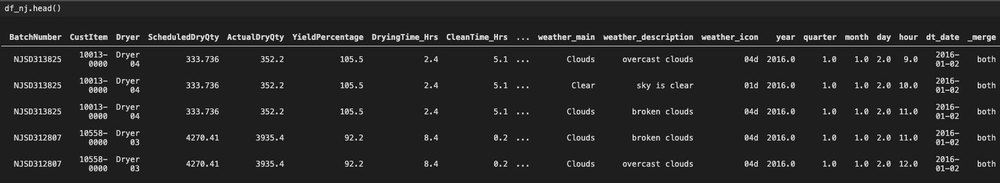 df_nj.head()
BatchNumber CustItem Dryer ScheduledDryQty ActualDryQty YieldPercentage DryingTime_Hrs CleanTime_Hrs ... weather_main weather_description weather_icon year quarter month day hour dt_date _merge
NJSD313825 10013-0000 Dryer 04 333.736 352.2 105.5 2.4 5.1 ... Clouds overcast clouds 04d 2016.0 1.0 1.0 2.0 9.0 2016-01-02 both
NJSD313825 10013-0000 Dryer 04 333.736 352.2 105.5 2.4 5.1 ... Clear sky is clear 01d 2016.0 1.0 1.0 2.0 10.0 2016-01-02 both
NJSD313825 10013-0000 Dryer 04 333.736 352.2 105.5 2.4 5.1 ... Clouds broken clouds 04d 2016.0 1.0 1.0 2.0 11.0 2016-01-02 both
NJSD312807 10558-0000 Dryer 03 4270.41 3935.4 92.2 8.4 0.2 ... Clouds broken clouds 04d 2016.0 1.0 1.0 2.0 11.0 2016-01-02 both
NJSD312807 10558-0000 Dryer 03 4270.41 3935.4 92.2 8.4 0.2 ... Clouds overcast clouds 04d 2016.0 1.0 1.0 2.0 12.0 2016-01-02 both